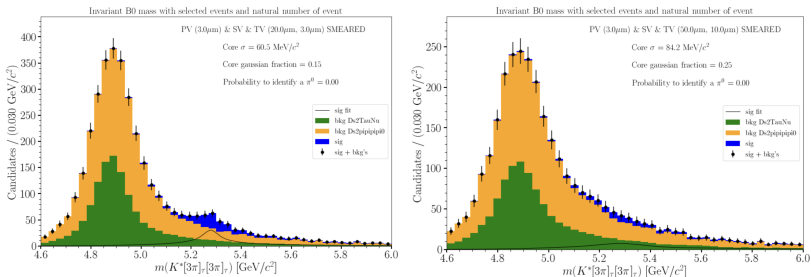 Invariant B0 mass with selected events and natural number of event
PV (3.0μm) & SV & TV (20.0μm, 3.0μm) SMEARED
Core σ = 60.5 MeV/c²
Core gaussian fraction = 0.15
Probability to identify a π⁰ = 0.00
sig fit
bkg Ds2TauNu
bkg Ds2pipipipi0
sig
sig + bkg's
Candidates / (0.030 GeV/c²)
400
350
300
250
200
150
100
50
0
4.6 4.8 5.0 5.2 5.4 5.6 5.8 6.0
m(K*[3π]τ[3π]τ) [GeV/c²]
Invariant B0 mass with selected events and natural number of event
PV (3.0μm) & SV & TV (50.0μm, 10.0μm) SMEARED
Core σ = 84.2 MeV/c²
Core gaussian fraction = 0.25
Probability to identify a π⁰ = 0.00
sig fit
bkg Ds2TauNu
bkg Ds2pipipipi0
sig
sig + bkg's
Candidates / (0.030 GeV/c²)
250
200
150
100
50
0
4.6 4.8 5.0 5.2 5.4 5.6 5.8 6.0
m(K*[3π]τ[3π]τ) [GeV/c²]